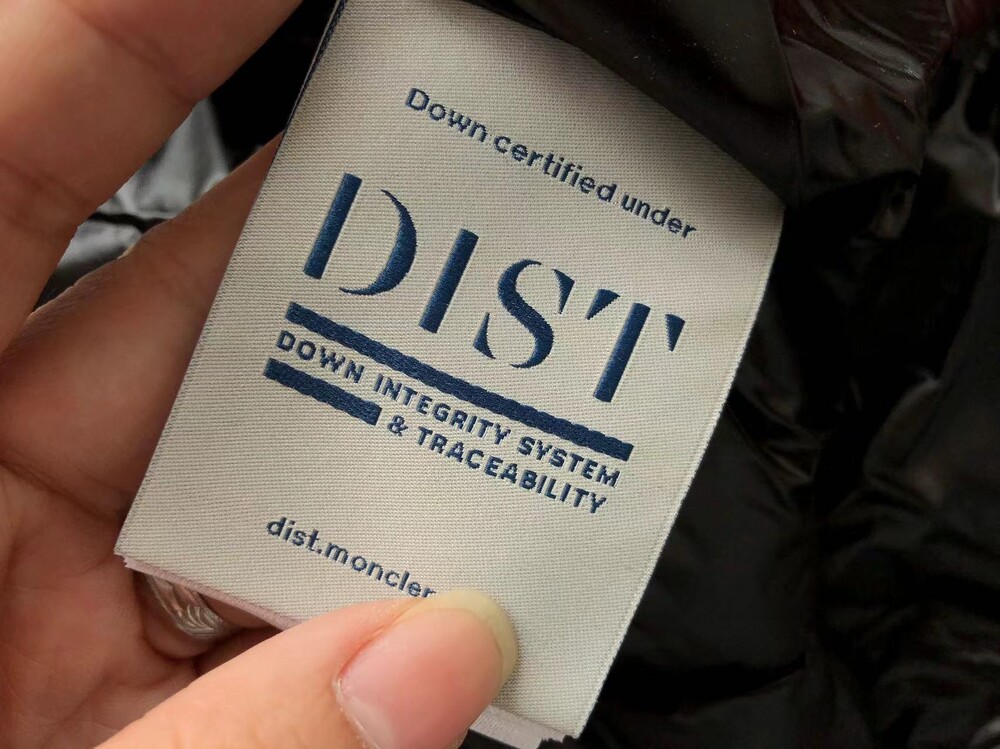 Down certified under
DIST
DOWN INTEGRITY SYSTEM
& TRACEABILITY
dist.moncler